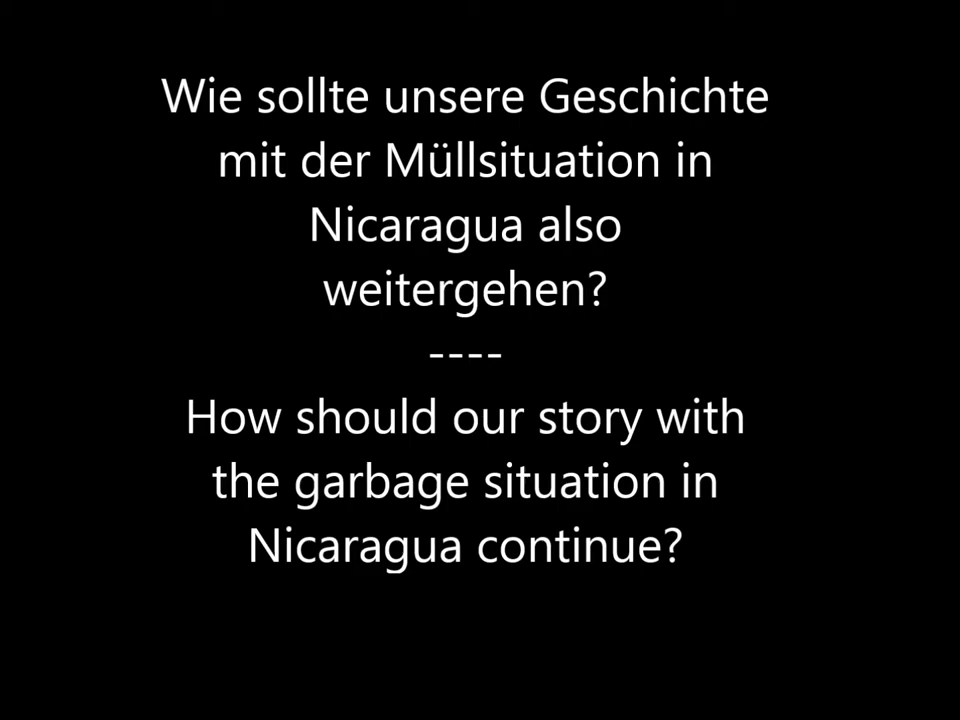 Wie sollte unsere Geschichte
mit der Müllsituation in
Nicaragua also
weitergehen?
----
How should our story with
the garbage situation in
Nicaragua continue?